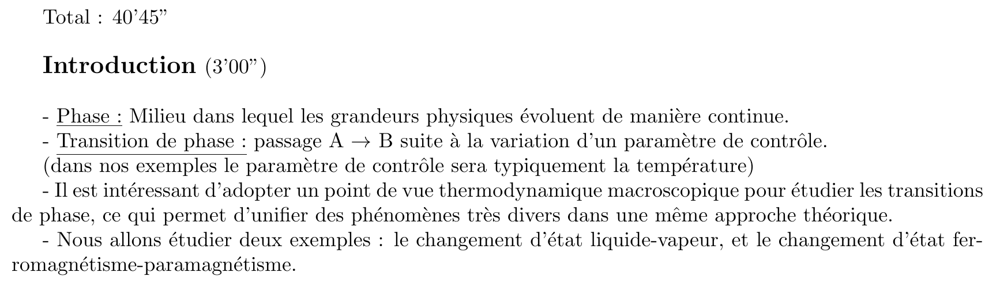 Total : 40'45"
Introduction (3'00")
- Phase : Milieu dans lequel les grandeurs physiques évoluent de manière continue.
- Transition de phase : passage A → B suite à la variation d'un paramètre de contrôle.
(dans nos exemples le paramètre de contrôle sera typiquement la température)
- Il est intéressant d'adopter un point de vue thermodynamique macroscopique pour étudier les transitions
de phase, ce qui permet d'unifier des phénomènes très divers dans une même approche théorique.
- Nous allons étudier deux exemples : le changement d'état liquide-vapeur, et le changement d'état fer-
romagnétisme-paramagnétisme.